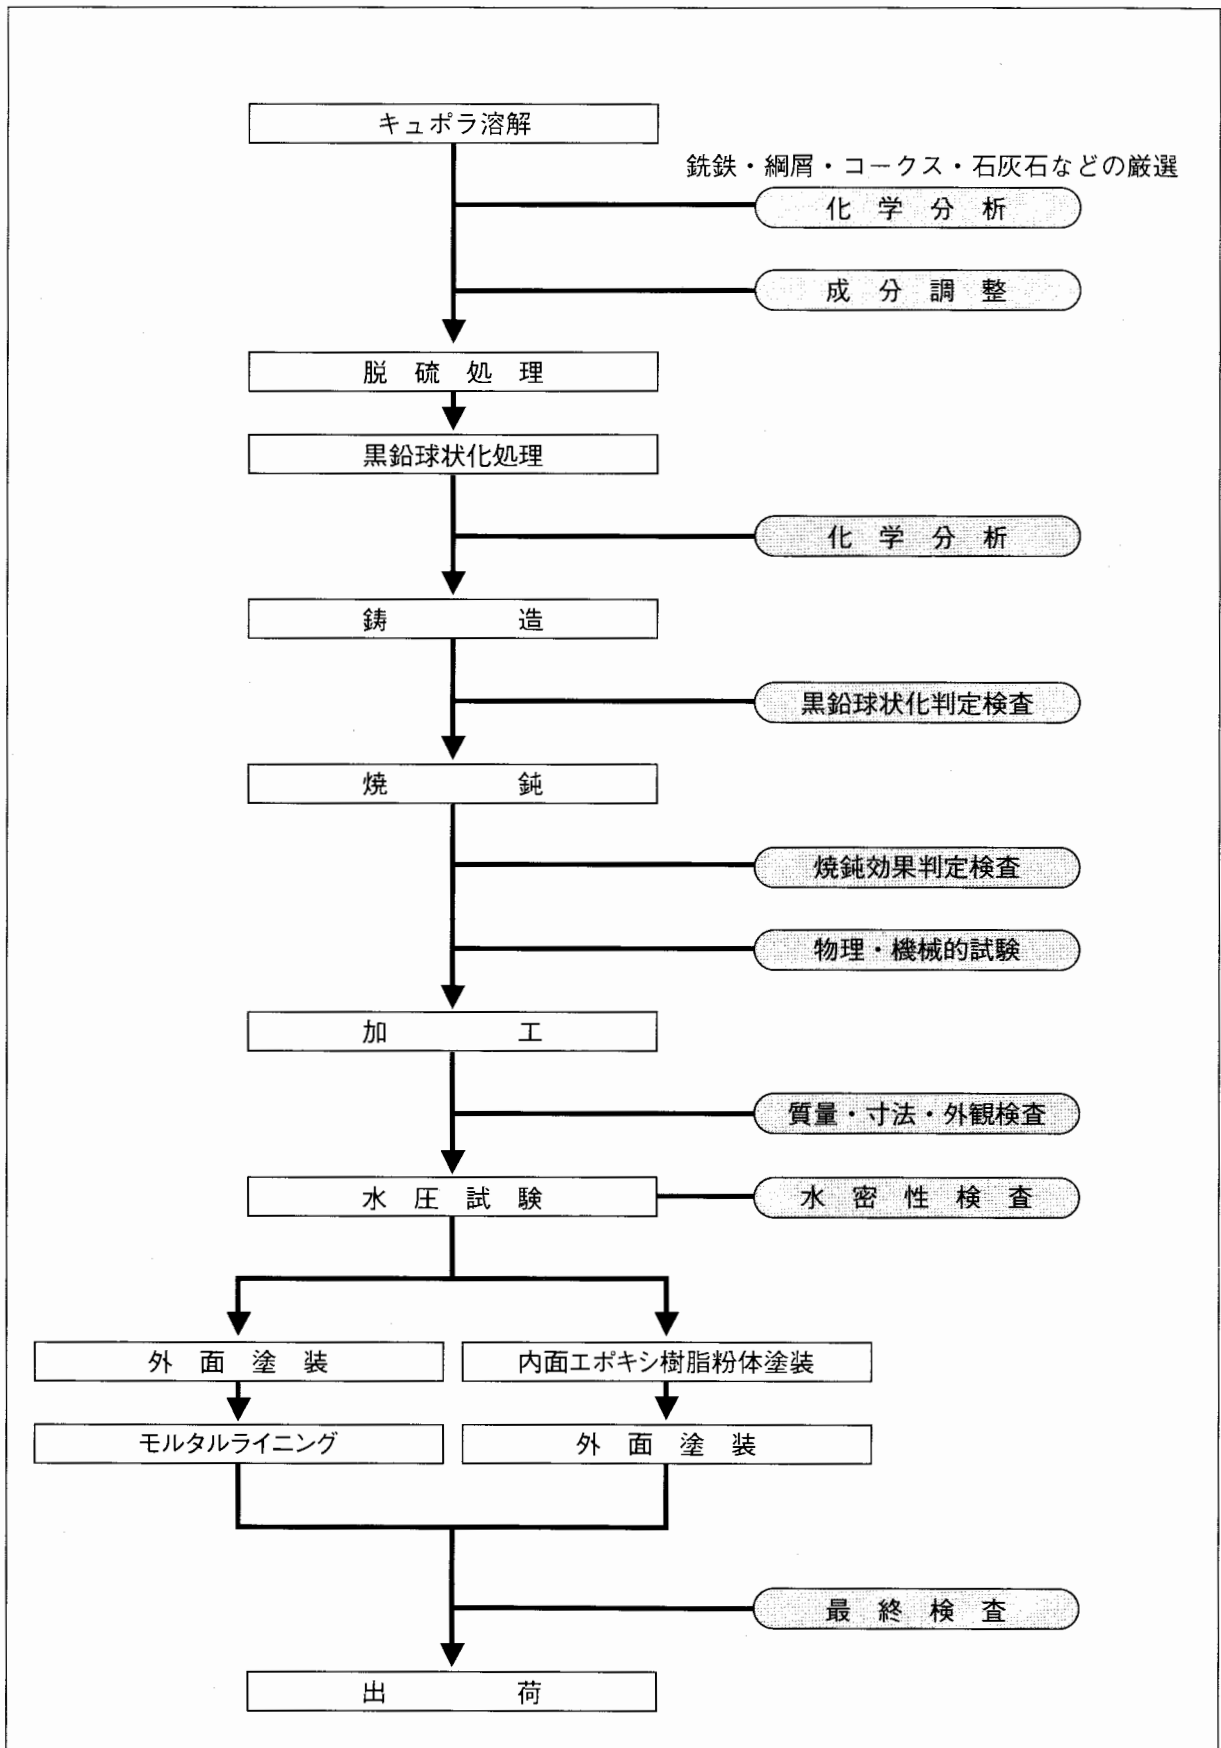 キュポラ溶解
銑鉄・綱屑・コークス・石灰石などの厳選
化学分析
成分調整
脱硫処理
黒鉛球状化処理
化学分析
鋳造
黒鉛球状化判定検査
焼鈍
焼鈍効果判定検査
物理・機械的試験
加工
質量・寸法・外観検査
水圧試験
水密性検査
外面塗装
内面エポキシ樹脂粉体塗装
モルタルライニング
外面塗装
最終検査
出荷